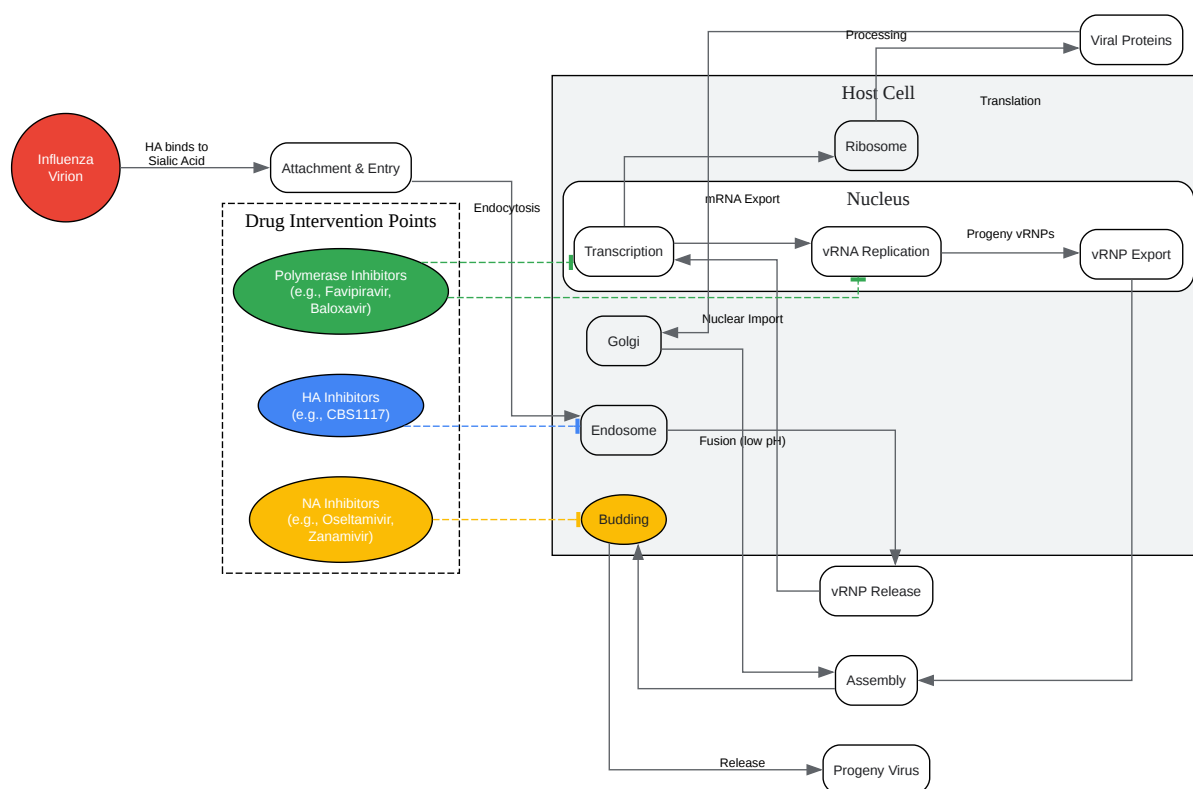 Processing
Viral Proteins
Host Cell
Translation
Influenza
Virion
HA binds to
Sialic Acid
Attachment & Entry
Ribosome
Endocytosis
mRNA Export
Nucleus
Drug Intervention Points
Transcription
vRNA Replication
Progeny vRNPs
vRNP Export
Polymerase Inhibitors
(e.g., Favipiravir,
Baloxavir)
Nuclear Import
Golgi
HA Inhibitors
(e.g., CBS1117)
Endosome
Fusion (low pH)
NA Inhibitors
(e.g., Oseltamivir,
Zanamivir)
Budding
vRNP Release
Assembly
Release
Progeny Virus